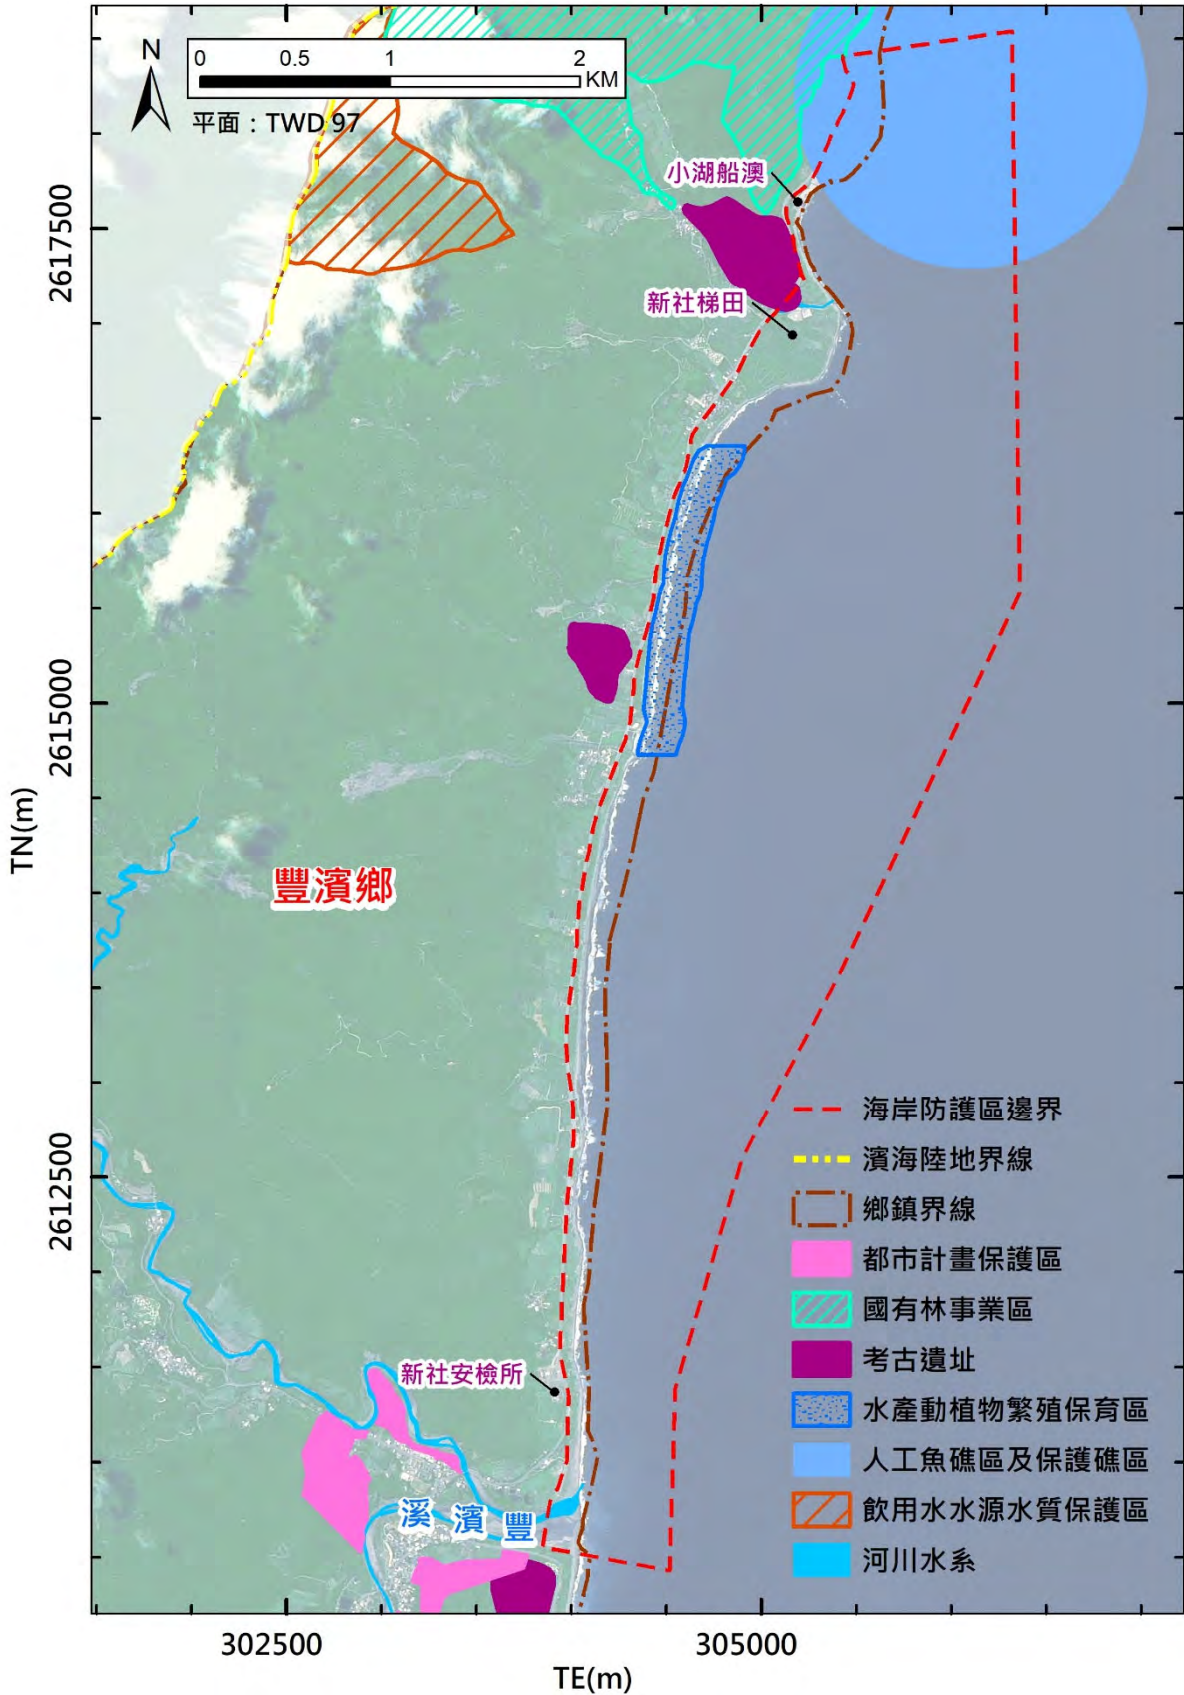 N
0 0.5 1 2
KM
平面：TWD 97
小湖船澳
2617500
新社梯田
2615000
TN(m)
豐濱鄉
海岸防護區邊界
濱海陸地界線
2612500
鄉鎮界線
都市計畫保護區
國有林事業區
考古遺址
新社安檢所
水產動植物繁殖保育區
人工魚礁區及保護礁區
飲用水水源水質保護區
溪濱豐
河川水系
302500 305000
TE(m)